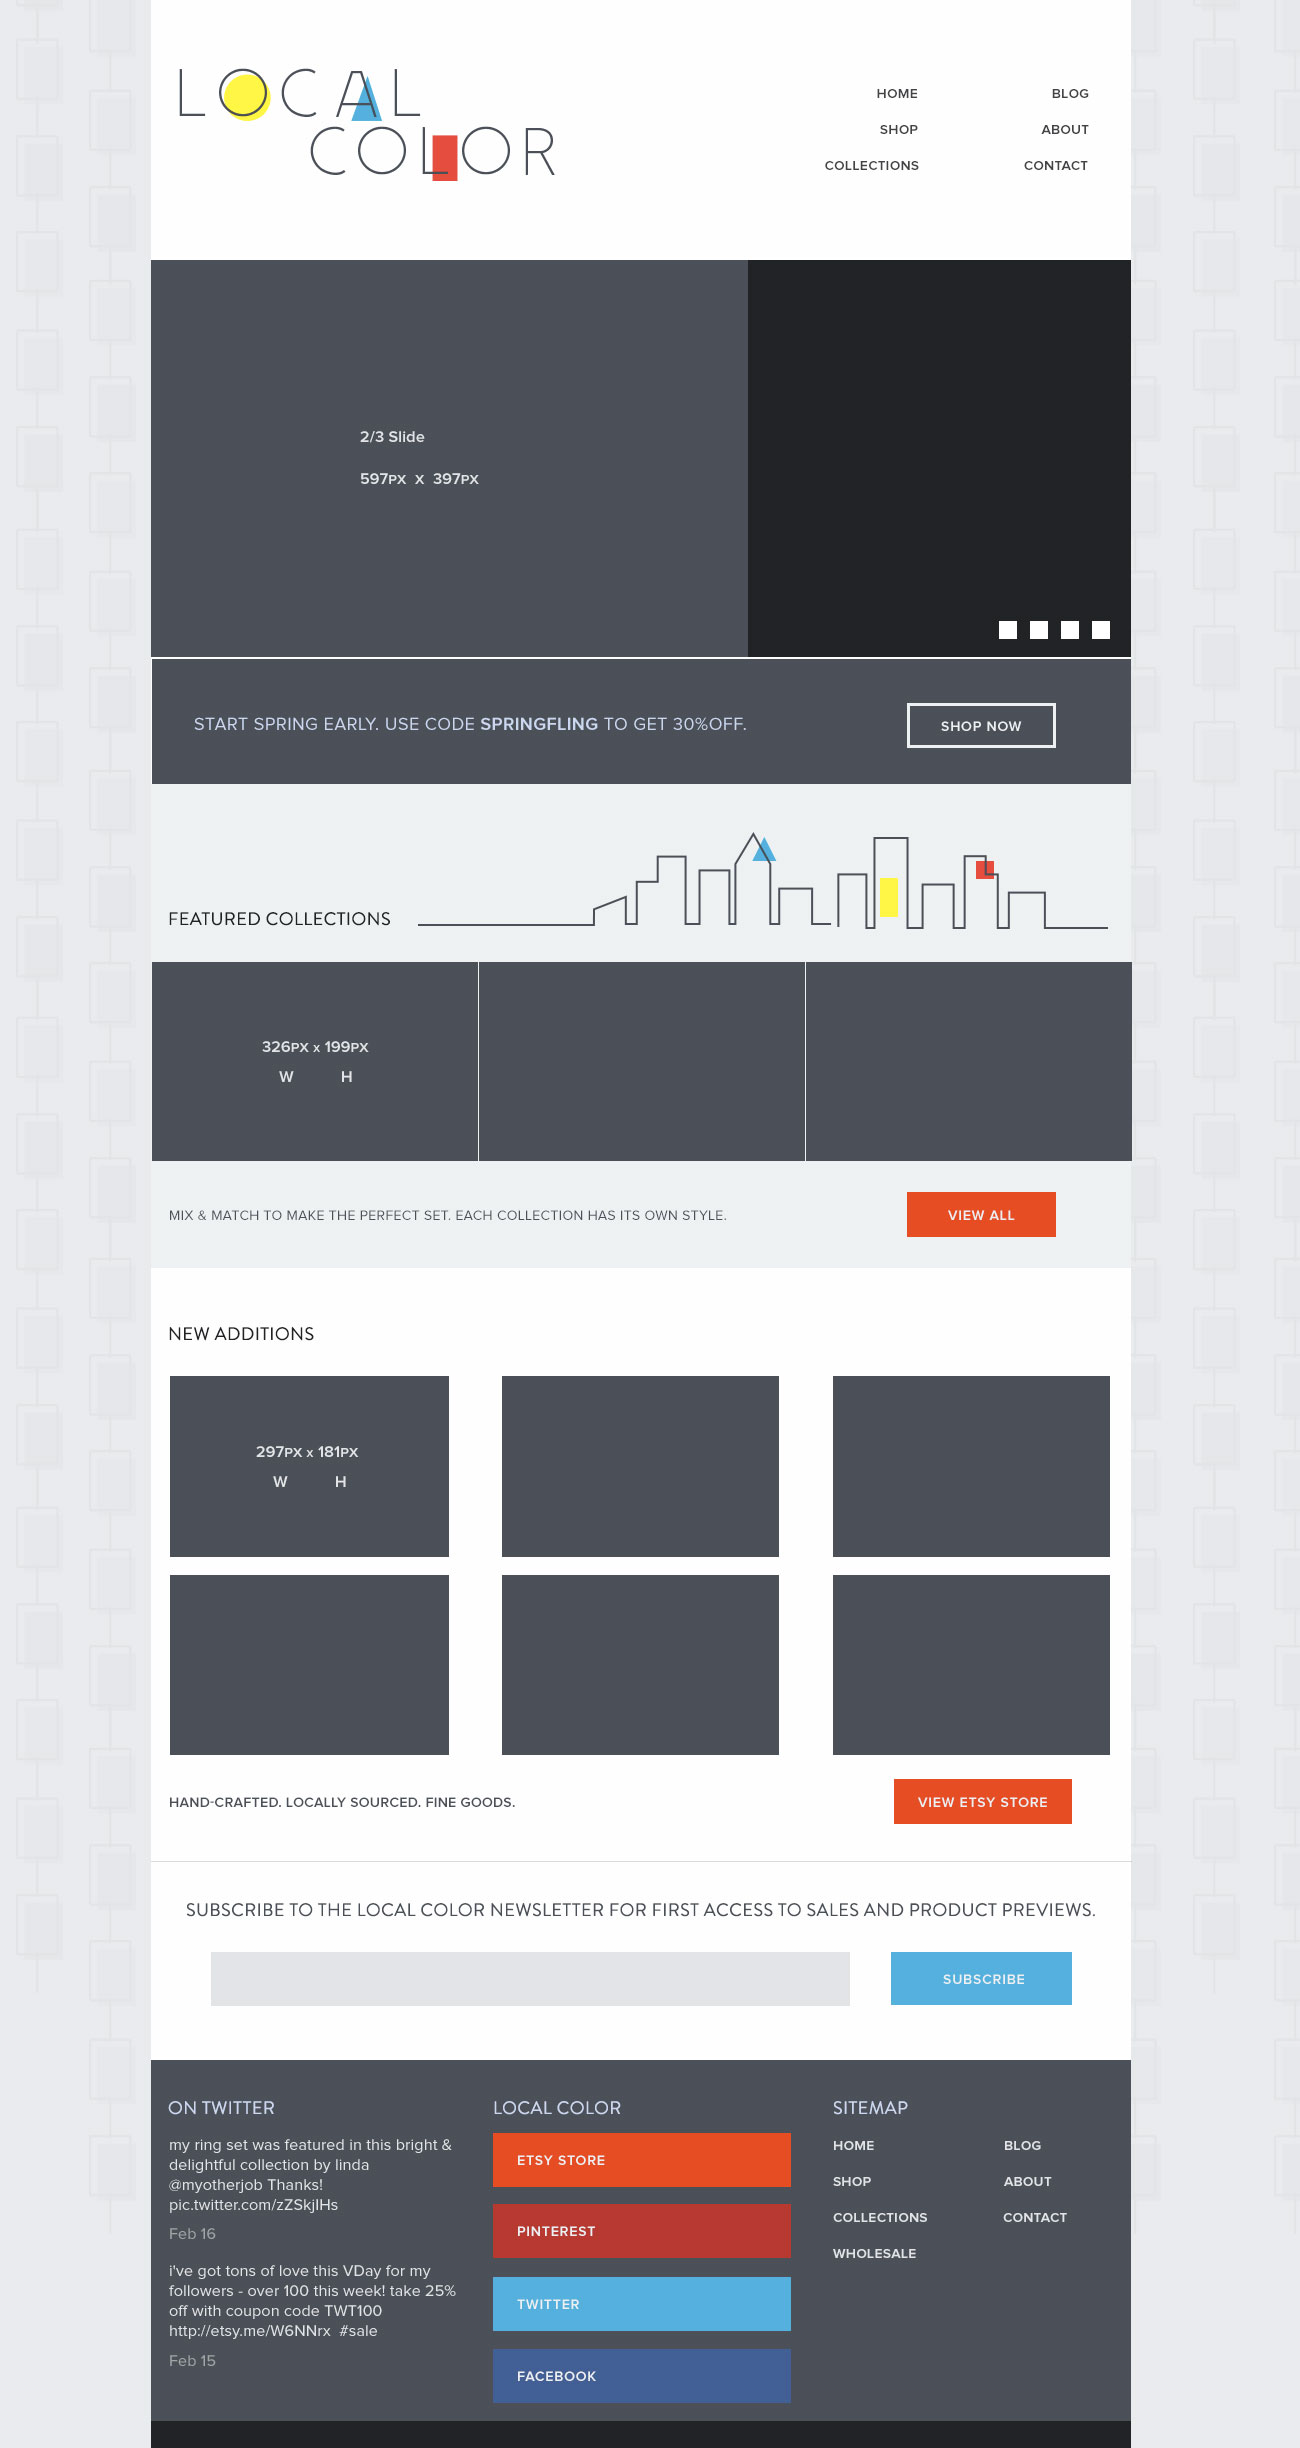 LOCAL
COLOR
HOME
SHOP
COLLECTIONS
BLOG
ABOUT
CONTACT
2/3 Slide
597PX X 397PX
START SPRING EARLY. USE CODE SPRINGFLING TO GET 30%OFF.
SHOP NOW
FEATURED COLLECTIONS
326PX x 199PX
W H
MIX & MATCH TO MAKE THE PERFECT SET. EACH COLLECTION HAS ITS OWN STYLE.
VIEW ALL
NEW ADDITIONS
297PX x 181PX
W H
HAND-CRAFTED. LOCALLY SOURCED. FINE GOODS.
VIEW ETSY STORE
SUBSCRIBE TO THE LOCAL COLOR NEWSLETTER FOR FIRST ACCESS TO SALES AND PRODUCT PREVIEWS.
SUBSCRIBE
ON TWITTER
my ring set was featured in this bright &
delightful collection by linda
@myotherjob Thanks!
pic.twitter.com/zZSkjIHs
Feb 16
i've got tons of love this VDay for my
followers - over 100 this week! take 25%
off with coupon code TWT100
http://etsy.me/W6NNrx #sale
Feb 15
LOCAL COLOR
ETSY STORE
PINTEREST
TWITTER
FACEBOOK
SITEMAP
HOME
SHOP
COLLECTIONS
WHOLESALE
BLOG
ABOUT
CONTACT